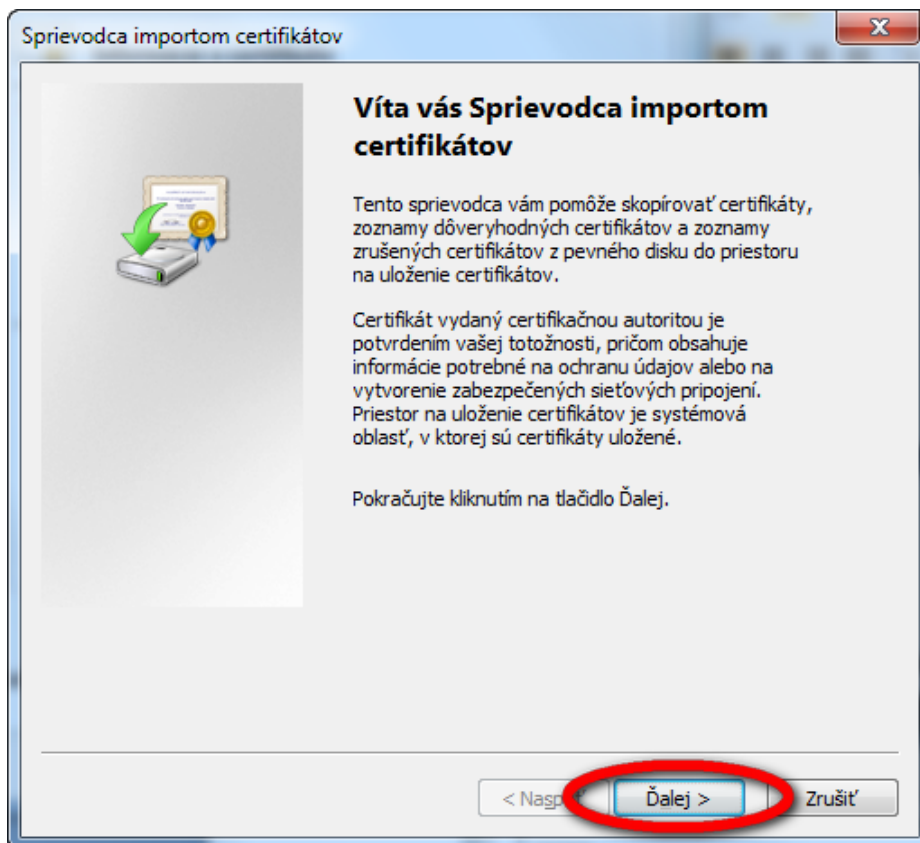 Sprievodca importom certifikátov
Víta vás Sprievodca importom
certifikátov
Tento sprievodca vám pomôže skopírovať certifikáty,
zoznamy dôveryhodných certifikátov a zoznamy
zrušených certifikátov z pevného disku do priestoru
na uloženie certifikátov.
Certifikát vydaný certifikačnou autoritou je
potvrdením vašej totožnosti, pričom obsahuje
informácie potrebné na ochranu údajov alebo na
vytvorenie zabezpečených sieťových pripojení.
Priestor na uloženie certifikátov je systémová
oblasť, v ktorej sú certifikáty uložené.
Pokračujte kliknutím na tlačidlo Ďalej.
Ďalej > Zrušiť